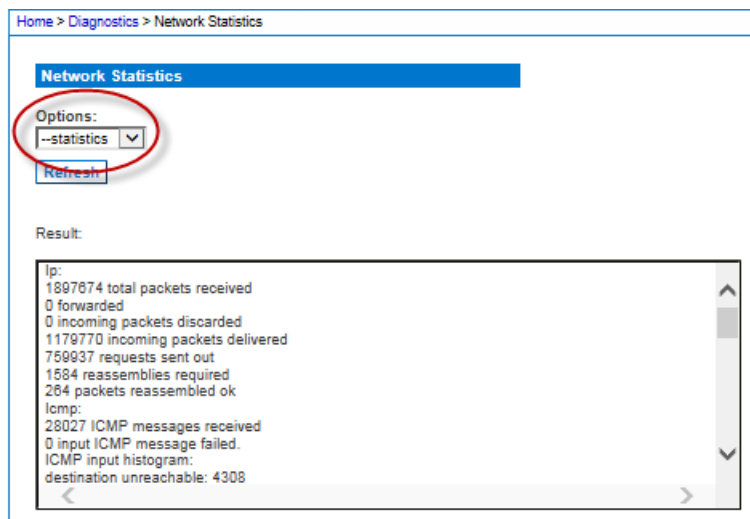 Home > Diagnostics > Network Statistics
Network Statistics
Options:
--statistics
Refresh
Result:
Ip:
1897674 total packets received
0 forwarded
0 incoming packets discarded
1179770 incoming packets delivered
759937 requests sent out
1584 reassemblies required
264 packets reassembled ok
Icmp:
28027 ICMP messages received
0 input ICMP message failed.
ICMP input histogram:
destination unreachable: 4308